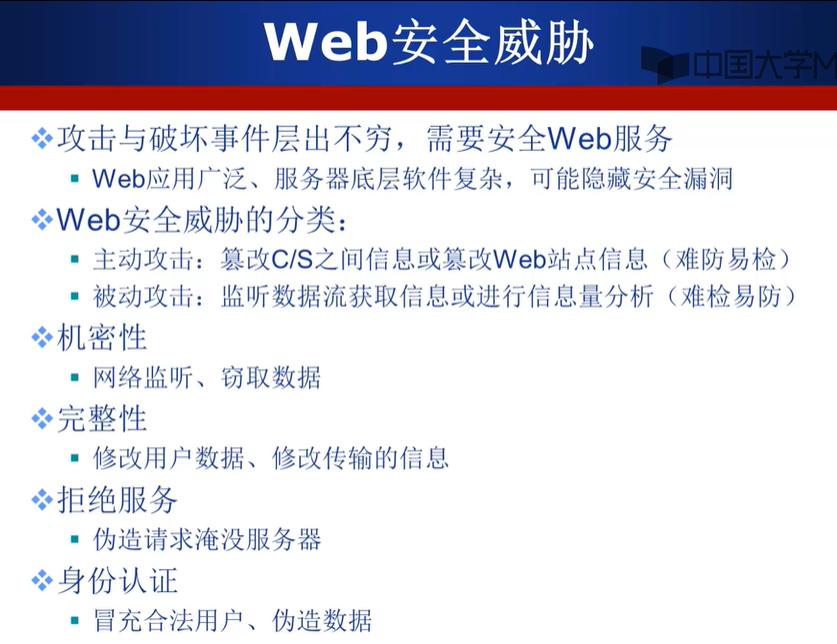 Web安全威胁
中国大学M
攻击与破坏事件层出不穷，需要安全Web服务
Web应用广泛、服务器底层软件复杂，可能隐藏安全漏洞
Web安全威胁的分类：
主动攻击：篡改C/S之间信息或篡改Web站点信息（难防易检）
被动攻击：监听数据流获取信息或进行信息量分析（难检易防）
机密性
网络监听、窃取数据
完整性
修改用户数据、修改传输的信息
拒绝服务
伪造请求淹没服务器
身份认证
冒充合法用户、伪造数据